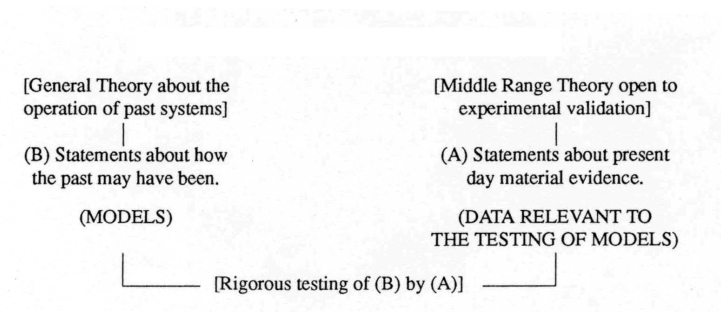 [General Theory about the
operation of past systems]
(B) Statements about how
the past may have been.
(MODELS)
[Middle Range Theory open to
experimental validation]
(A) Statements about present
day material evidence.
(DATA RELEVANT TO
THE TESTING OF MODELS)
[Rigorous testing of (B) by (A)]